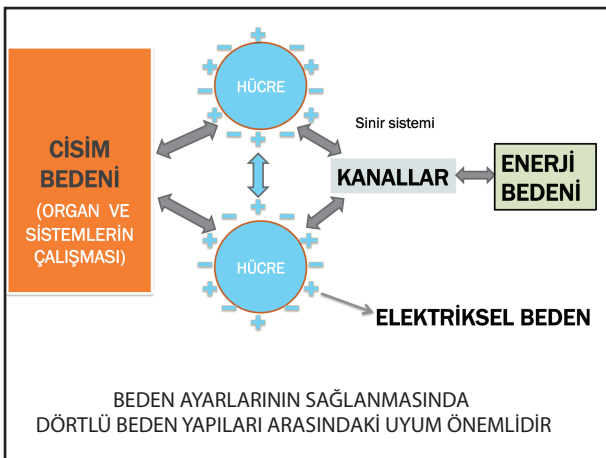 CİSİM
BEDENİ
(ORGAN VE
SİSTEMLERİN
ÇALIŞMASI)
HÜCRE
HÜCRE
Sinir sistemi
KANALLAR
ENERJİ
BEDENİ
ELEKTRİKSEL BEDEN
BEDEN AYARLARININ SAĞLANMASINDA
DÖRTLÜ BEDEN YAPILARI ARASINDAKİ UYUM ÖNEMLİDİR